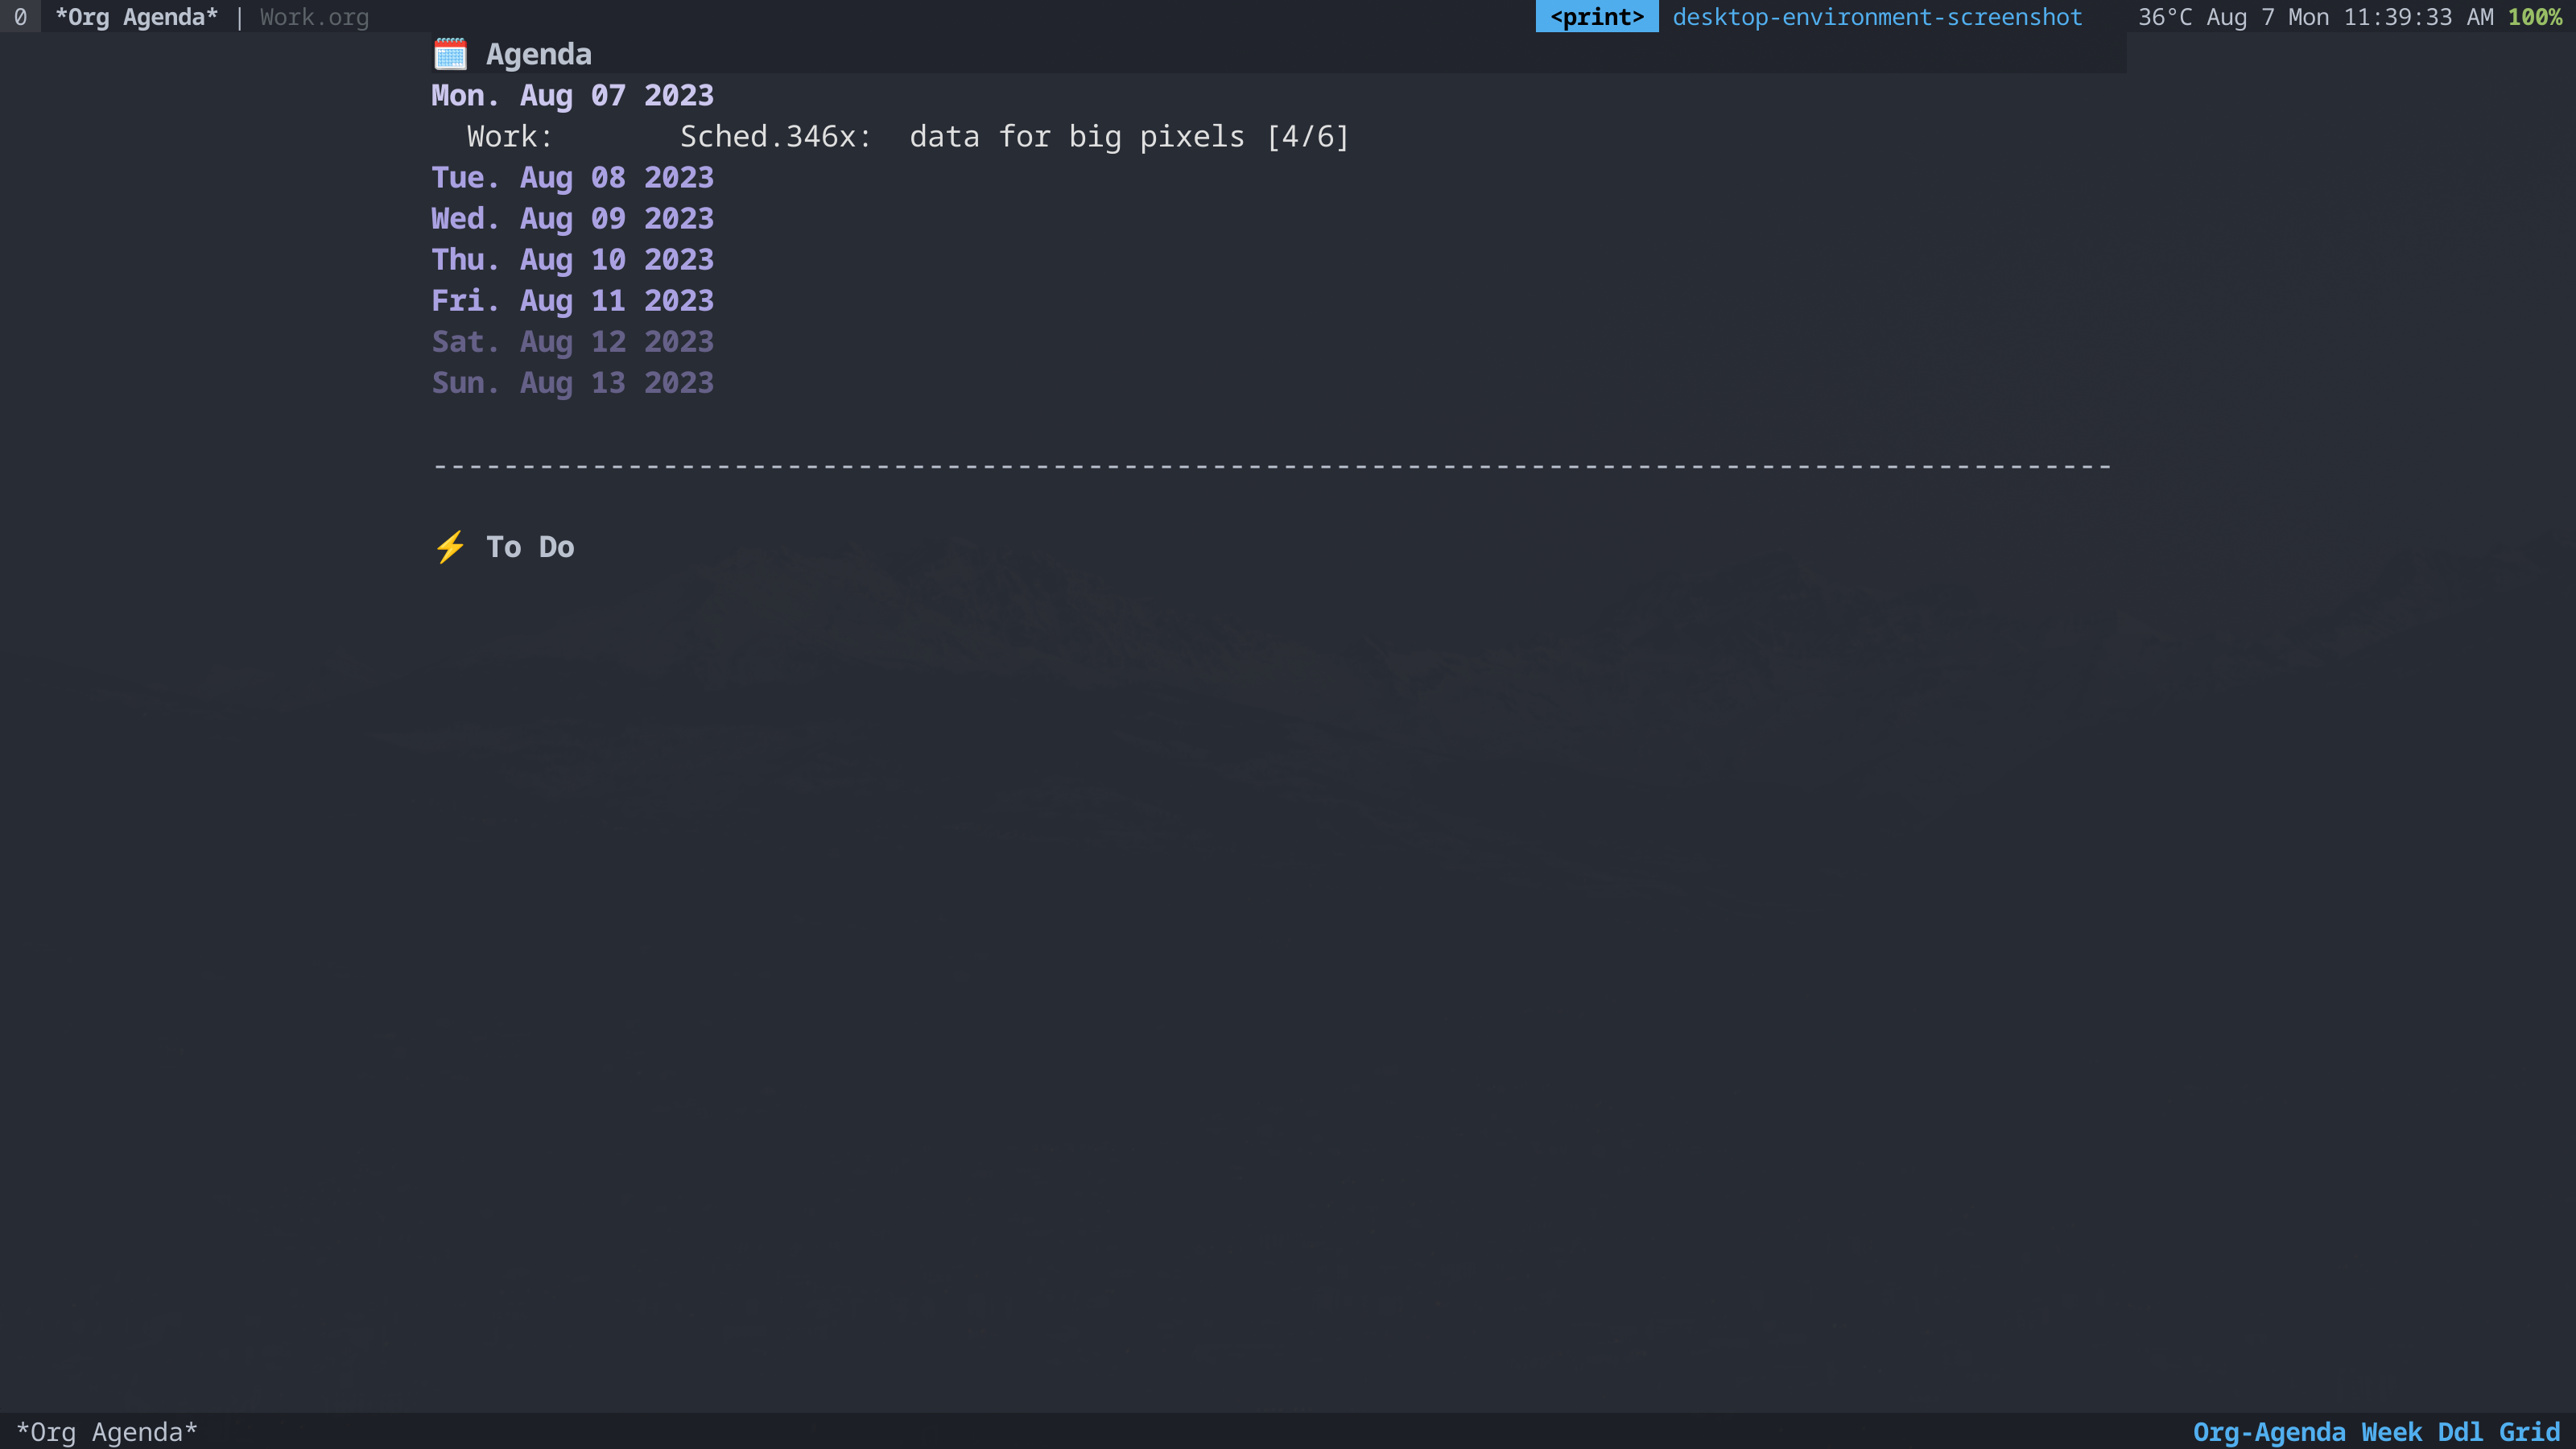 0 *Org Agenda* | Work.org <print> desktop-environment-screenshot 36°C Aug 7 Mon 11:39:33 AM 100%
🗓️ Agenda
Mon. Aug 07 2023
Work: Sched.346x: data for big pixels [4/6]
Tue. Aug 08 2023
Wed. Aug 09 2023
Thu. Aug 10 2023
Fri. Aug 11 2023
Sat. Aug 12 2023
Sun. Aug 13 2023
-----------------------------------------------------------------------------------------------
⚡ To Do
*Org Agenda* Org-Agenda Week Ddl Grid